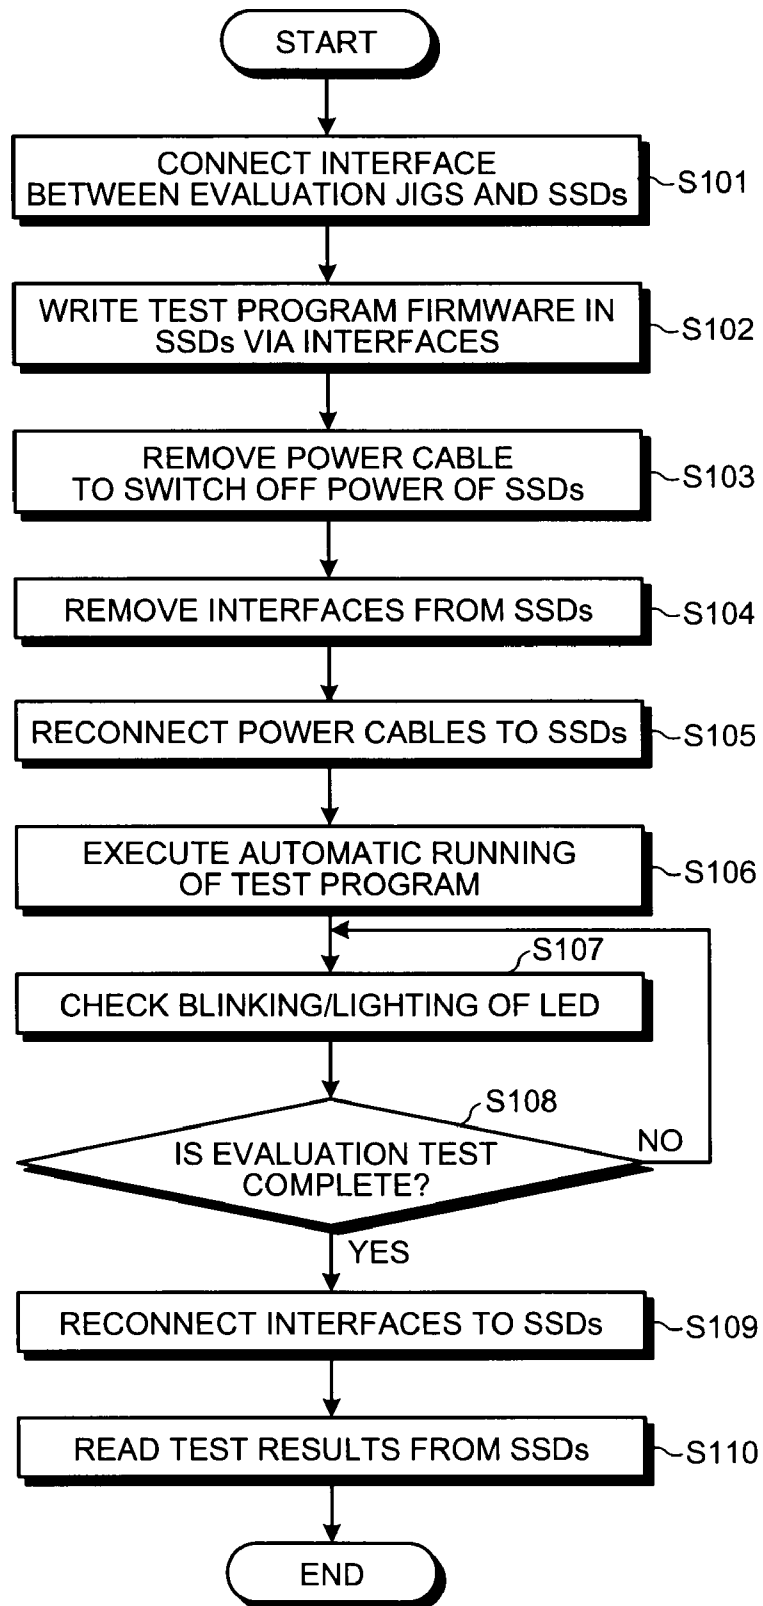 START
CONNECT INTERFACE
BETWEEN EVALUATION JIGS AND SSDs
S101
WRITE TEST PROGRAM FIRMWARE IN
SSDs VIA INTERFACES
S102
REMOVE POWER CABLE
TO SWITCH OFF POWER OF SSDs
S103
REMOVE INTERFACES FROM SSDs
S104
RECONNECT POWER CABLES TO SSDs
S105
EXECUTE AUTOMATIC RUNNING
OF TEST PROGRAM
S106
S107
CHECK BLINKING/LIGHTING OF LED
S108
IS EVALUATION TEST
COMPLETE?
NO
YES
RECONNECT INTERFACES TO SSDs
S109
READ TEST RESULTS FROM SSDs
S110
END